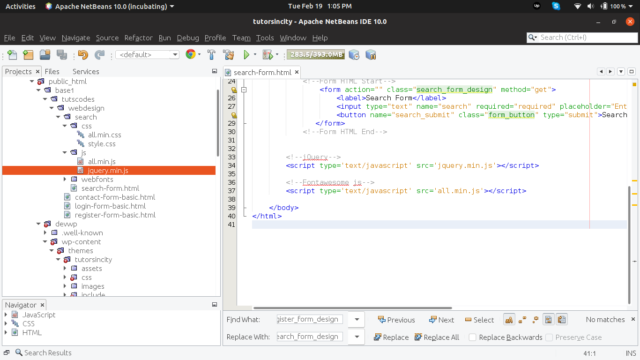 Activities Apache NetBeans 10.0 (incubating) Tue Feb 19 1:05 PM 100%
tutorsincity - Apache NetBeans IDE 10.0
File Edit View Navigate Source Refactor Run Debug Profile Team Tools Window Help Search (Ctrl+I)
<default> 283.5/393.0MB
Projects Files Services
search-form.html
public_html
base1
tutscodes
webdesign
search
css
all.min.css
style.css
js
all.min.js
jquery.min.js
webfonts
search-form.html
contact-form-basic.html
login-form-basic.html
register-form-basic.html
devwp
.well-known
wp-content
themes
tutorsincity
assets
css
images
include
24 <!--Form HTML Start-->
<form action="" class="search_form_design" method="get">
26 <label>Search Form</label>
27 <input type="text" name="search" required="required" placeholder="Ent
<button name="search_submit" class="form_button" type="submit">Search
29 </form>
30 <!--Form HTML End-->
31
32
33 <!--jQuery-->
34 <script type='text/javascript' src='jquery.min.js'></script>
35
36 <!--Fontawesome js-->
37 <script type='text/javascript' src='all.min.js'></script>
38
39 </body>
40 </html>
41
Navigator
JavaScript
CSS
HTML
Find What: gister_form_design Previous Next Select No matches
Replace With: earch_form_design Replace Replace All Replace Backwards Preserve Case
Search Results 41:1 INS